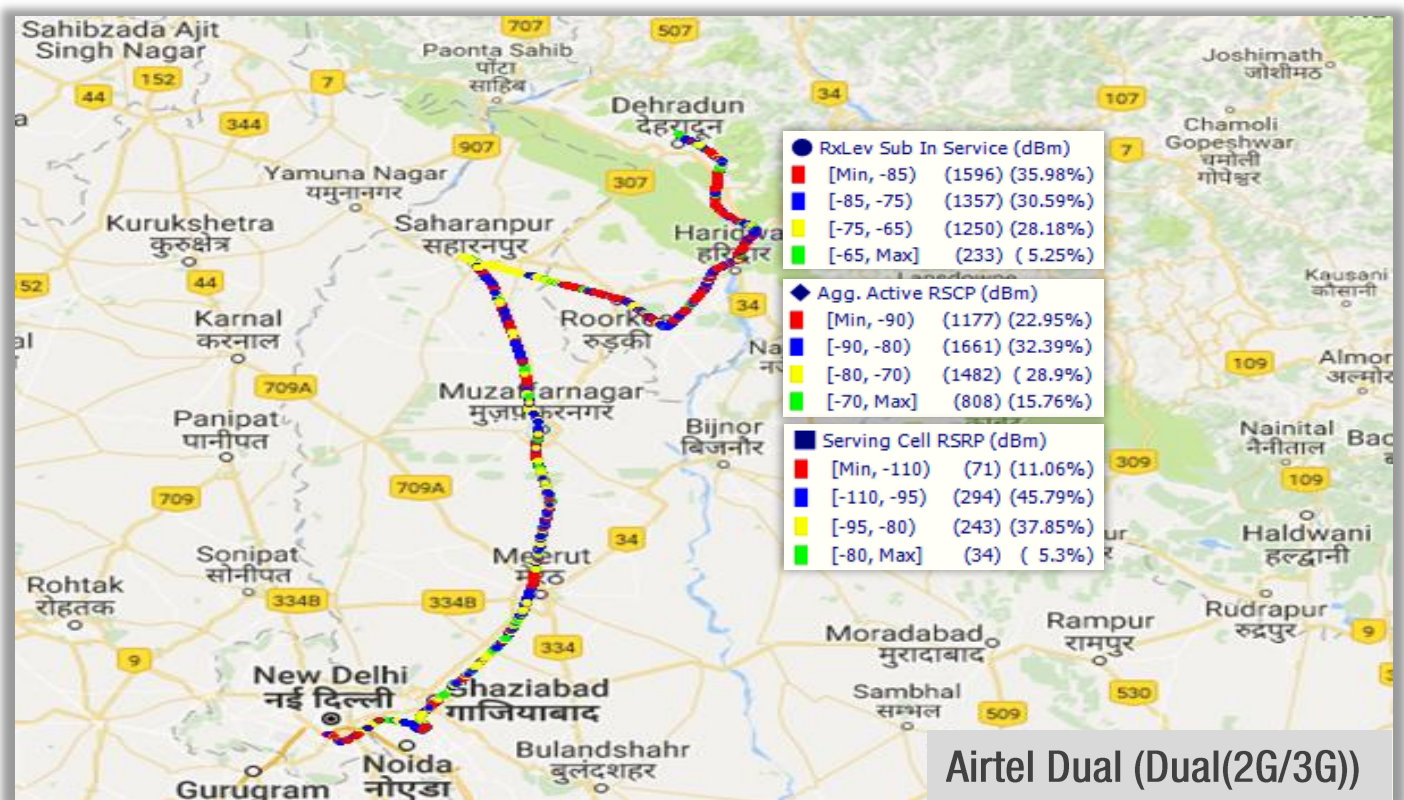 Sahibzada Ajit
Singh Nagar
707
507
Paonta Sahib
पोंटा
साहिब
Joshimath
जोशीमठ
152
7
44
34
107
344
Dehradun
देहरादून
Chamoli
Gopeshwar
चमोली
गोपेश्वर
907
7
Yamuna Nagar
यमुनानगर
307
RxLev Sub In Service (dBm)
[Min, -85) (1596) (35.98%)
[-85, -75) (1357) (30.59%)
[-75, -65) (1250) (28.18%)
[-65, Max] (233) ( 5.25%)
Kurukshetra
कुरुक्षेत्र
Saharanpur
सहारनपुर
44
52
34
Kausani
कौसानी
Agg. Active RSCP (dBm)
[Min, -90) (1177) (22.95%)
[-90, -80) (1661) (32.39%)
[-80, -70) (1482) ( 28.9%)
[-70, Max] (808) (15.76%)
Karnal
करनाल
रुड़की
109
709A
Muzaffarnagar
Panipat
पानीपत
Bijnor
बिजनौर
Nainital
नैनीताल
Serving Cell RSRP (dBm)
[Min, -110) (71) (11.06%)
[-110, -95) (294) (45.79%)
[-95, -80) (243) (37.85%)
[-80, Max] (34) ( 5.3%)
309
109
709
709A
34
Haldwani
हल्द्वानी
Sonipat
सोनीपत
Meerut
Rohtak
रोहतक
334B
334B
Rudrapur
रुद्रपुर
9
Rampur
रामपुर
Moradabad
मुरादाबाद
334
9
New Delhi
नई दिल्ली
Ghaziabad
गाजियाबाद
Sambhal
सम्भल
530
509
Noida
नोएडा
Bulandshahr
बुलंदशहर
Gurugram
Airtel Dual (Dual(2G/3G))